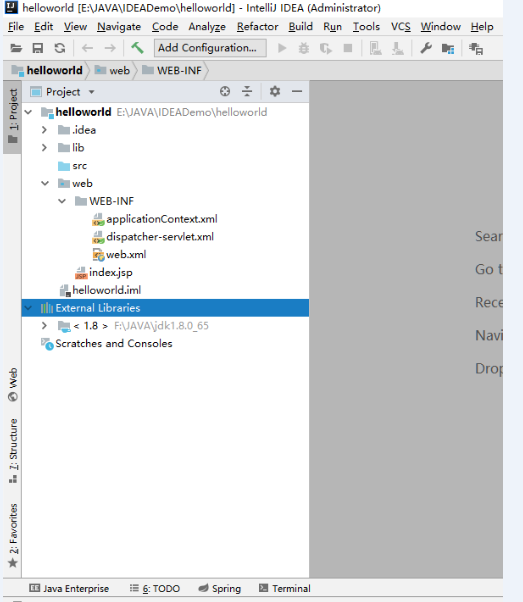 helloworld [E:\JAVA\IDEADemo\helloworld] - IntelliJ IDEA (Administrator)
File Edit View Navigate Code Analyze Refactor Build Run Tools VCS Window Help
Add Configuration...
helloworld web WEB-INF
1: Project
Project
helloworld E:\JAVA\IDEADemo\helloworld
.idea
lib
src
web
WEB-INF
applicationContext.xml
dispatcher-servlet.xml
web.xml
index.jsp
helloworld.iml
External Libraries
< 1.8 > F:\JAVA\jdk1.8.0_65
Scratches and Consoles
Sear
Go t
Rece
Navi
Drop
Web
7: Structure
2: Favorites
Java Enterprise 6: TODO Spring Terminal